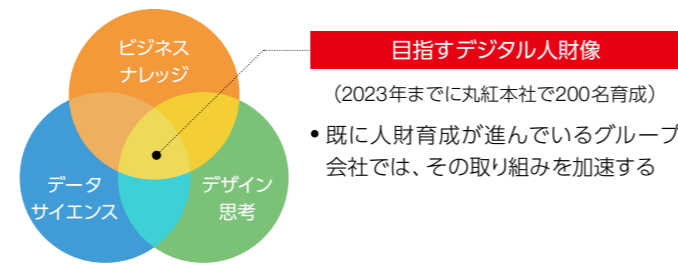 ビジネス
ナレッジ
データ
サイエンス
デザイン
思考
目指すデジタル人財像
（2023年までに丸紅本社で200名育成）
• 既に人財育成が進んでいるグループ
会社では、その取り組みを加速する